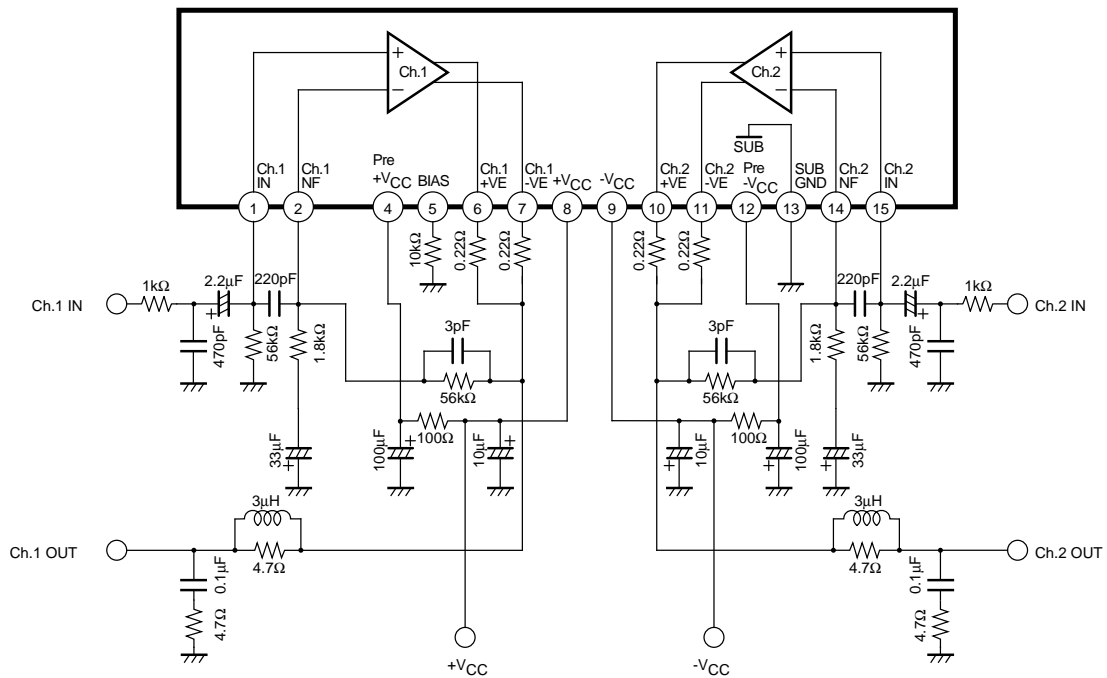 +
Ch.1
−
+
Ch.2
−
SUB
Ch.1 IN
Ch.1 NF
Pre +VCC
BIAS
Ch.1 +VE
Ch.1 -VE
+VCC
-VCC
Ch.2 +VE
Ch.2 -VE
Pre -VCC
SUB GND
Ch.2 NF
Ch.2 IN
1
2
4
5
6
7
8
9
10
11
12
13
14
15
10kΩ
0.22Ω
0.22Ω
0.22Ω
0.22Ω
Ch.1 IN
1kΩ
2.2µF
+
220pF
470pF
56kΩ
1.8kΩ
3pF
56kΩ
3pF
56kΩ
1.8kΩ
56kΩ
220pF
2.2µF
+
470pF
1kΩ
Ch.2 IN
33µF
+
100µF
+
100Ω
10µF
+
10µF
+
100Ω
100µF
+
33µF
+
Ch.1 OUT
3µH
4.7Ω
0.1µF
4.7Ω
3µH
4.7Ω
0.1µF
4.7Ω
Ch.2 OUT
+VCC
-VCC